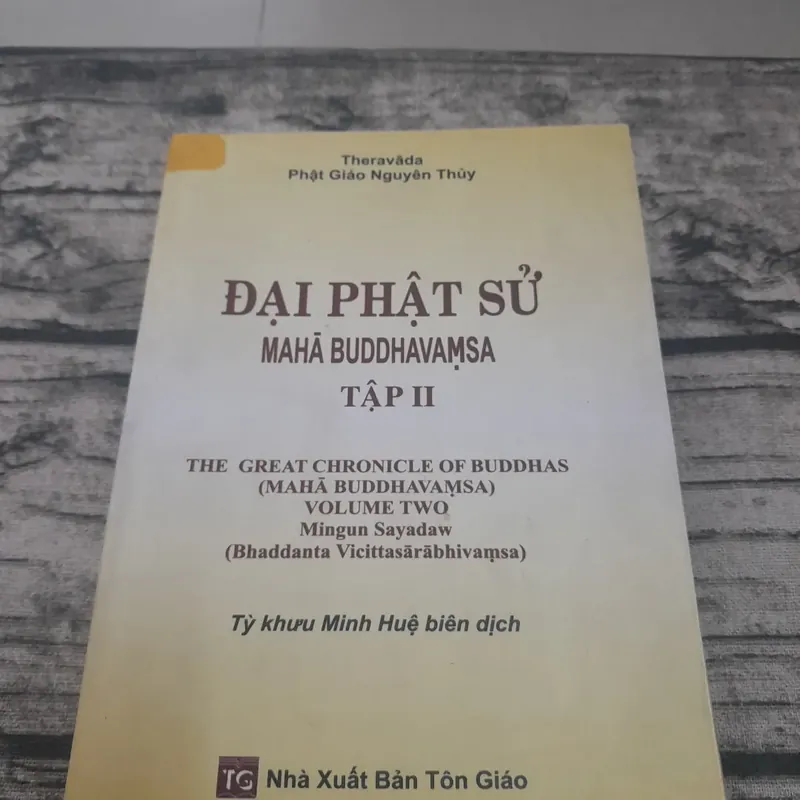 Theravāda
Phật Giáo Nguyên Thủy
ĐẠI PHẬT SỬ
MAHĀ BUDDHAVAṂSA
TẬP II
THE GREAT CHRONICLE OF BUDDHAS
(MAHĀ BUDDHAVAṂSA)
VOLUME TWO
Mingun Sayadaw
(Bhaddanta Vicittasārābhivaṃsa)
Tỳ khưu Minh Huệ biên dịch
TG Nhà Xuất Bản Tôn Giáo